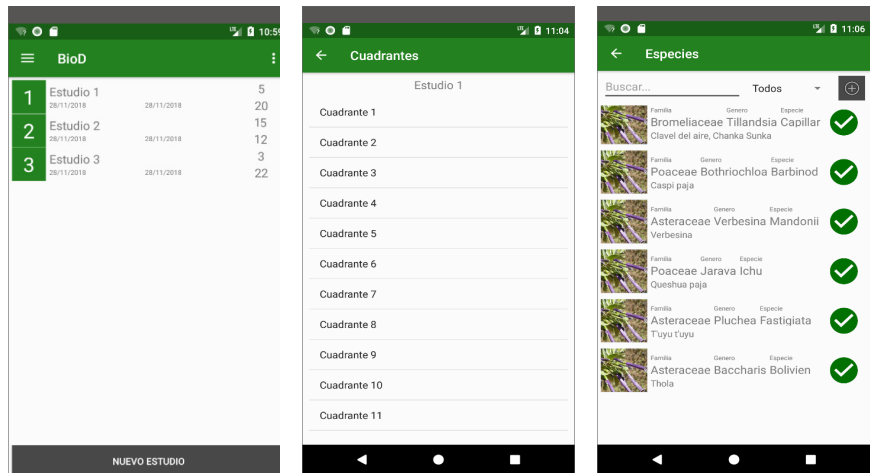 10:59
BioD
1
Estudio 1
5
28/11/2018 28/11/2018
20
2
Estudio 2
15
28/11/2018 28/11/2018
12
3
Estudio 3
3
28/11/2018 28/11/2018
22
NUEVO ESTUDIO
LTE 11:04
Cuadrantes
Estudio 1
Cuadrante 1
Cuadrante 2
Cuadrante 3
Cuadrante 4
Cuadrante 5
Cuadrante 6
Cuadrante 7
Cuadrante 8
Cuadrante 9
Cuadrante 10
Cuadrante 11
LTE 11:06
Especies
Buscar... Todos
Familia Genero Especie
Bromeliaceae Tillandsia Capillar
Clavel del aire, Chanka Sunka
Familia Genero Especie
Poaceae Bothriochloa Barbinod
Caspi paja
Familia Genero Especie
Asteraceae Verbesina Mandonii
Verbesina
Familia Genero Especie
Poaceae Jarava Ichu
Queshua paja
Familia Genero Especie
Asteraceae Pluchea Fastigiata
T'uyu t'uyu
Familia Genero Especie
Asteraceae Baccharis Bolivien
Thola